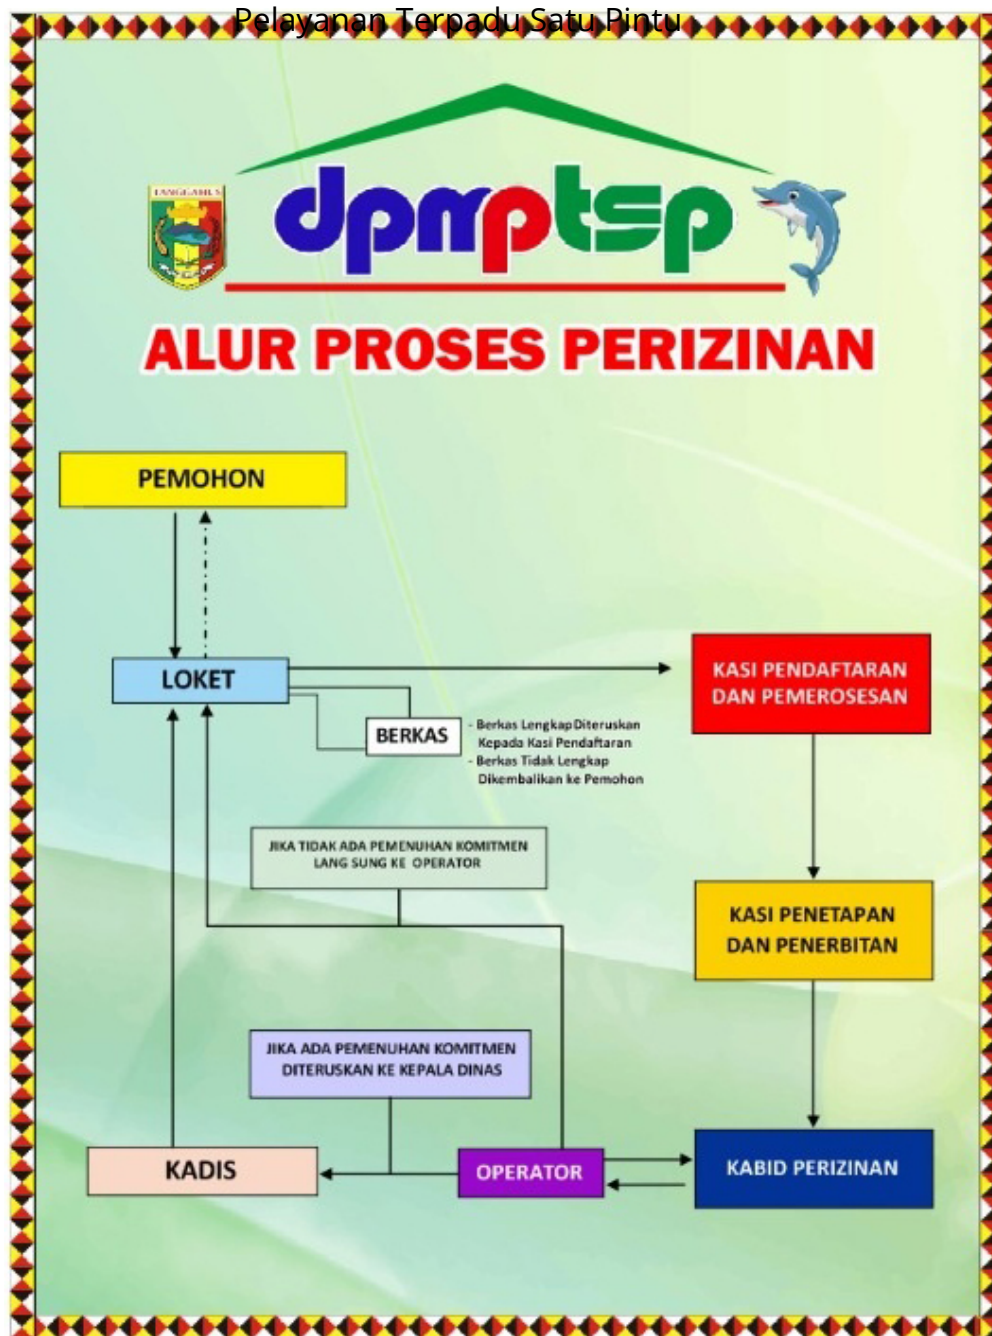 Pelayanan Terpadu Satu Pintu
TANGGAMUS
dpmptsp
ALUR PROSES PERIZINAN
PEMOHON
LOKET
KASI PENDAFTARAN
DAN PEMEROSESAN
BERKAS
- Berkas Lengkap Diteruskan
Kepada Kasi Pendaftaran
- Berkas Tidak Lengkap
Dikembalikan ke Pemohon
JIKA TIDAK ADA PEMENUHAN KOMITMEN
LANG SUNG KE OPERATOR
KASI PENETAPAN
DAN PENERBITAN
JIKA ADA PEMENUHAN KOMITMEN
DITERUSKAN KE KEPALA DINAS
KADIS
OPERATOR
KABID PERIZINAN